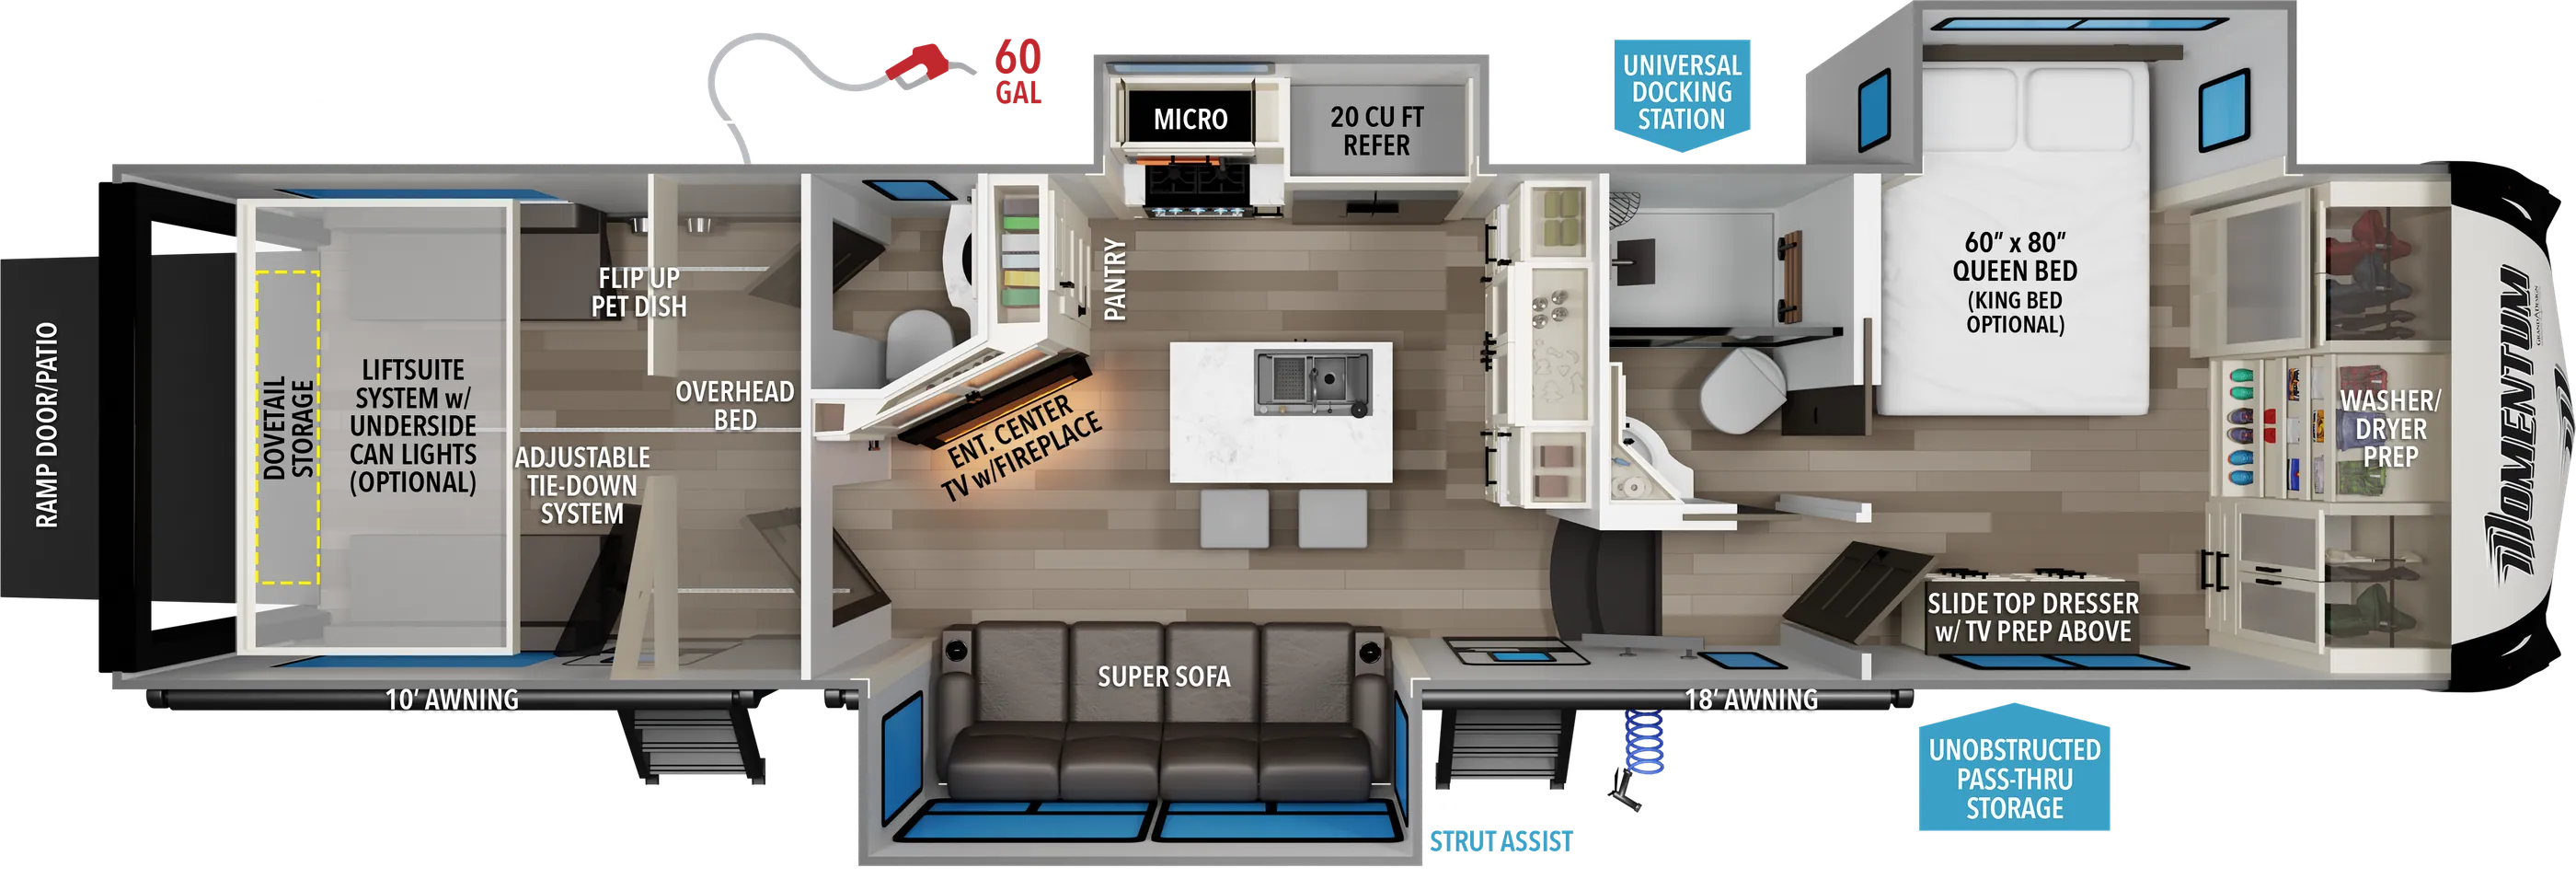 60
GAL
MICRO
20 CU FT
REFER
UNIVERSAL
DOCKING
STATION
RAMP DOOR/PATIO
DOVETAIL
STORAGE
LIFTSUITE
SYSTEM w/
UNDERSIDE
CAN LIGHTS
(OPTIONAL)
FLIP UP
PET DISH
OVERHEAD
BED
ADJUSTABLE
TIE-DOWN
SYSTEM
PANTRY
ENT. CENTER
TV w/FIREPLACE
60” x 80”
QUEEN BED
(KING BED
OPTIONAL)
WASHER/
DRYER
PREP
MOMENTUM
GRAND DESIGN
SLIDE TOP DRESSER
w/ TV PREP ABOVE
SUPER SOFA
10‘ AWNING
18‘ AWNING
STRUT ASSIST
UNOBSTRUCTED
PASS-THRU
STORAGE